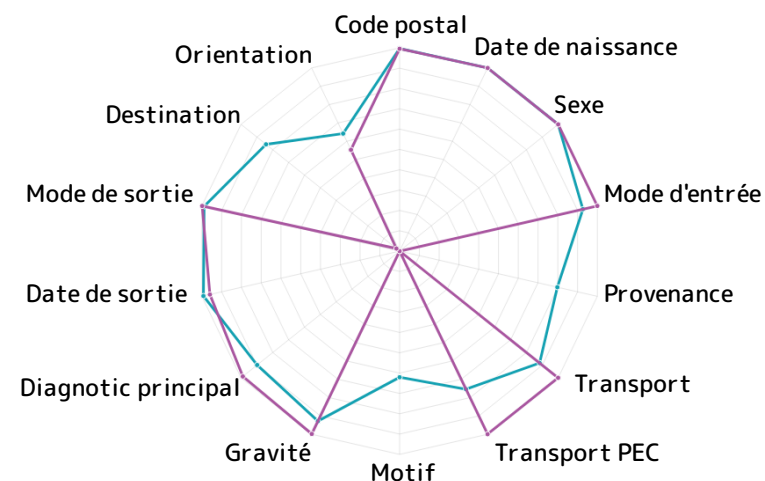 Code postal
Date de naissance
Sexe
Mode d'entrée
Provenance
Transport
Transport PEC
Motif
Gravité
Diagnotic principal
Date de sortie
Mode de sortie
Destination
Orientation